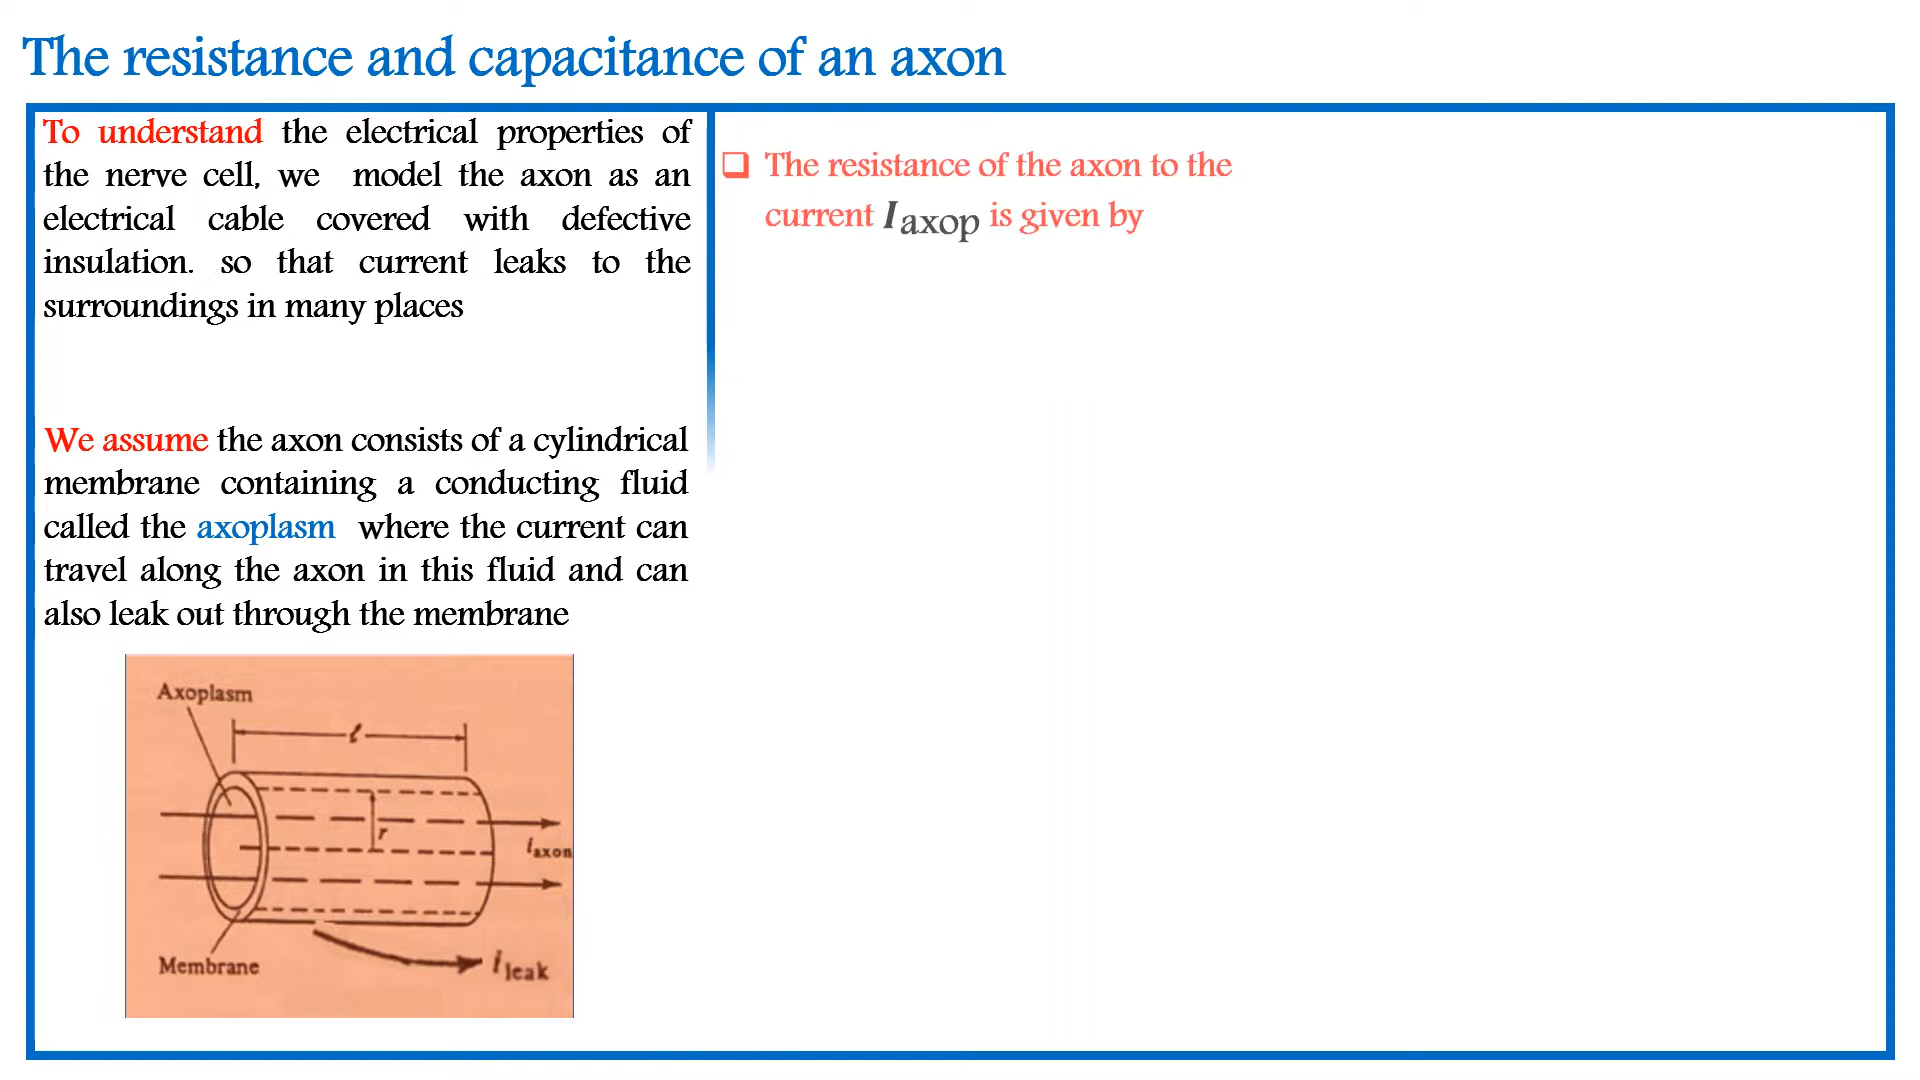 The resistance and capacitance of an axon
To understand the electrical properties of
the nerve cell, we model the axon as an
electrical cable covered with defective
insulation. so that current leaks to the
surroundings in many places
We assume the axon consists of a cylindrical
membrane containing a conducting fluid
called the axoplasm where the current can
travel along the axon in this fluid and can
also leak out through the membrane
Axoplasm
ℓ
r
i axon
Membrane
i leak
❑ The resistance of the axon to the
current I axop is given by